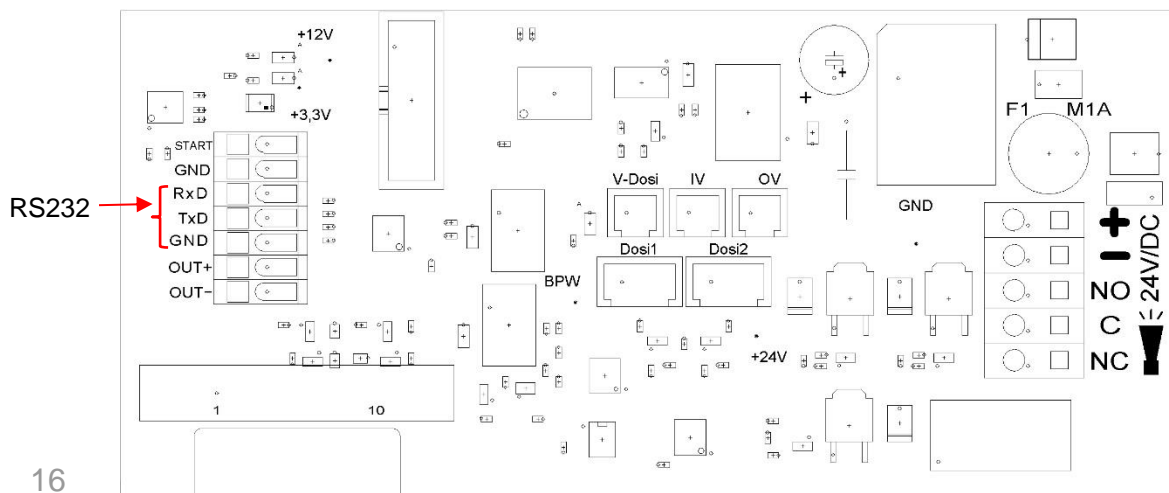 +12V
+3,3V
START
GND
RxD
TxD
GND
OUT+
OUT−
RS232
1 10
16
V-Dosi IV OV
Dosi1 Dosi2
BPW
+24V
GND
F1 M1A
+
−
NO
C
NC
24V/DC
A
A
A